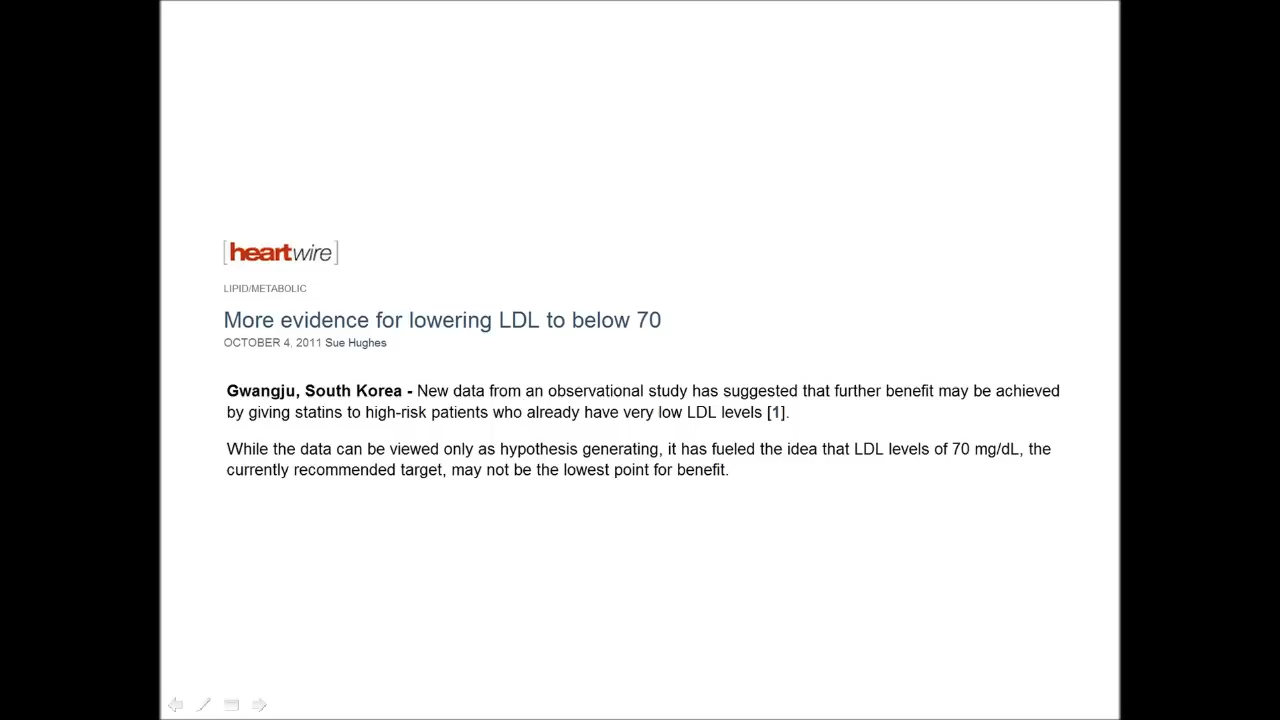 [heartwire]
LIPID/METABOLIC
More evidence for lowering LDL to below 70
OCTOBER 4, 2011 Sue Hughes
Gwangju, South Korea - New data from an observational study has suggested that further benefit may be achieved
by giving statins to high-risk patients who already have very low LDL levels [1].
While the data can be viewed only as hypothesis generating, it has fueled the idea that LDL levels of 70 mg/dL, the
currently recommended target, may not be the lowest point for benefit.